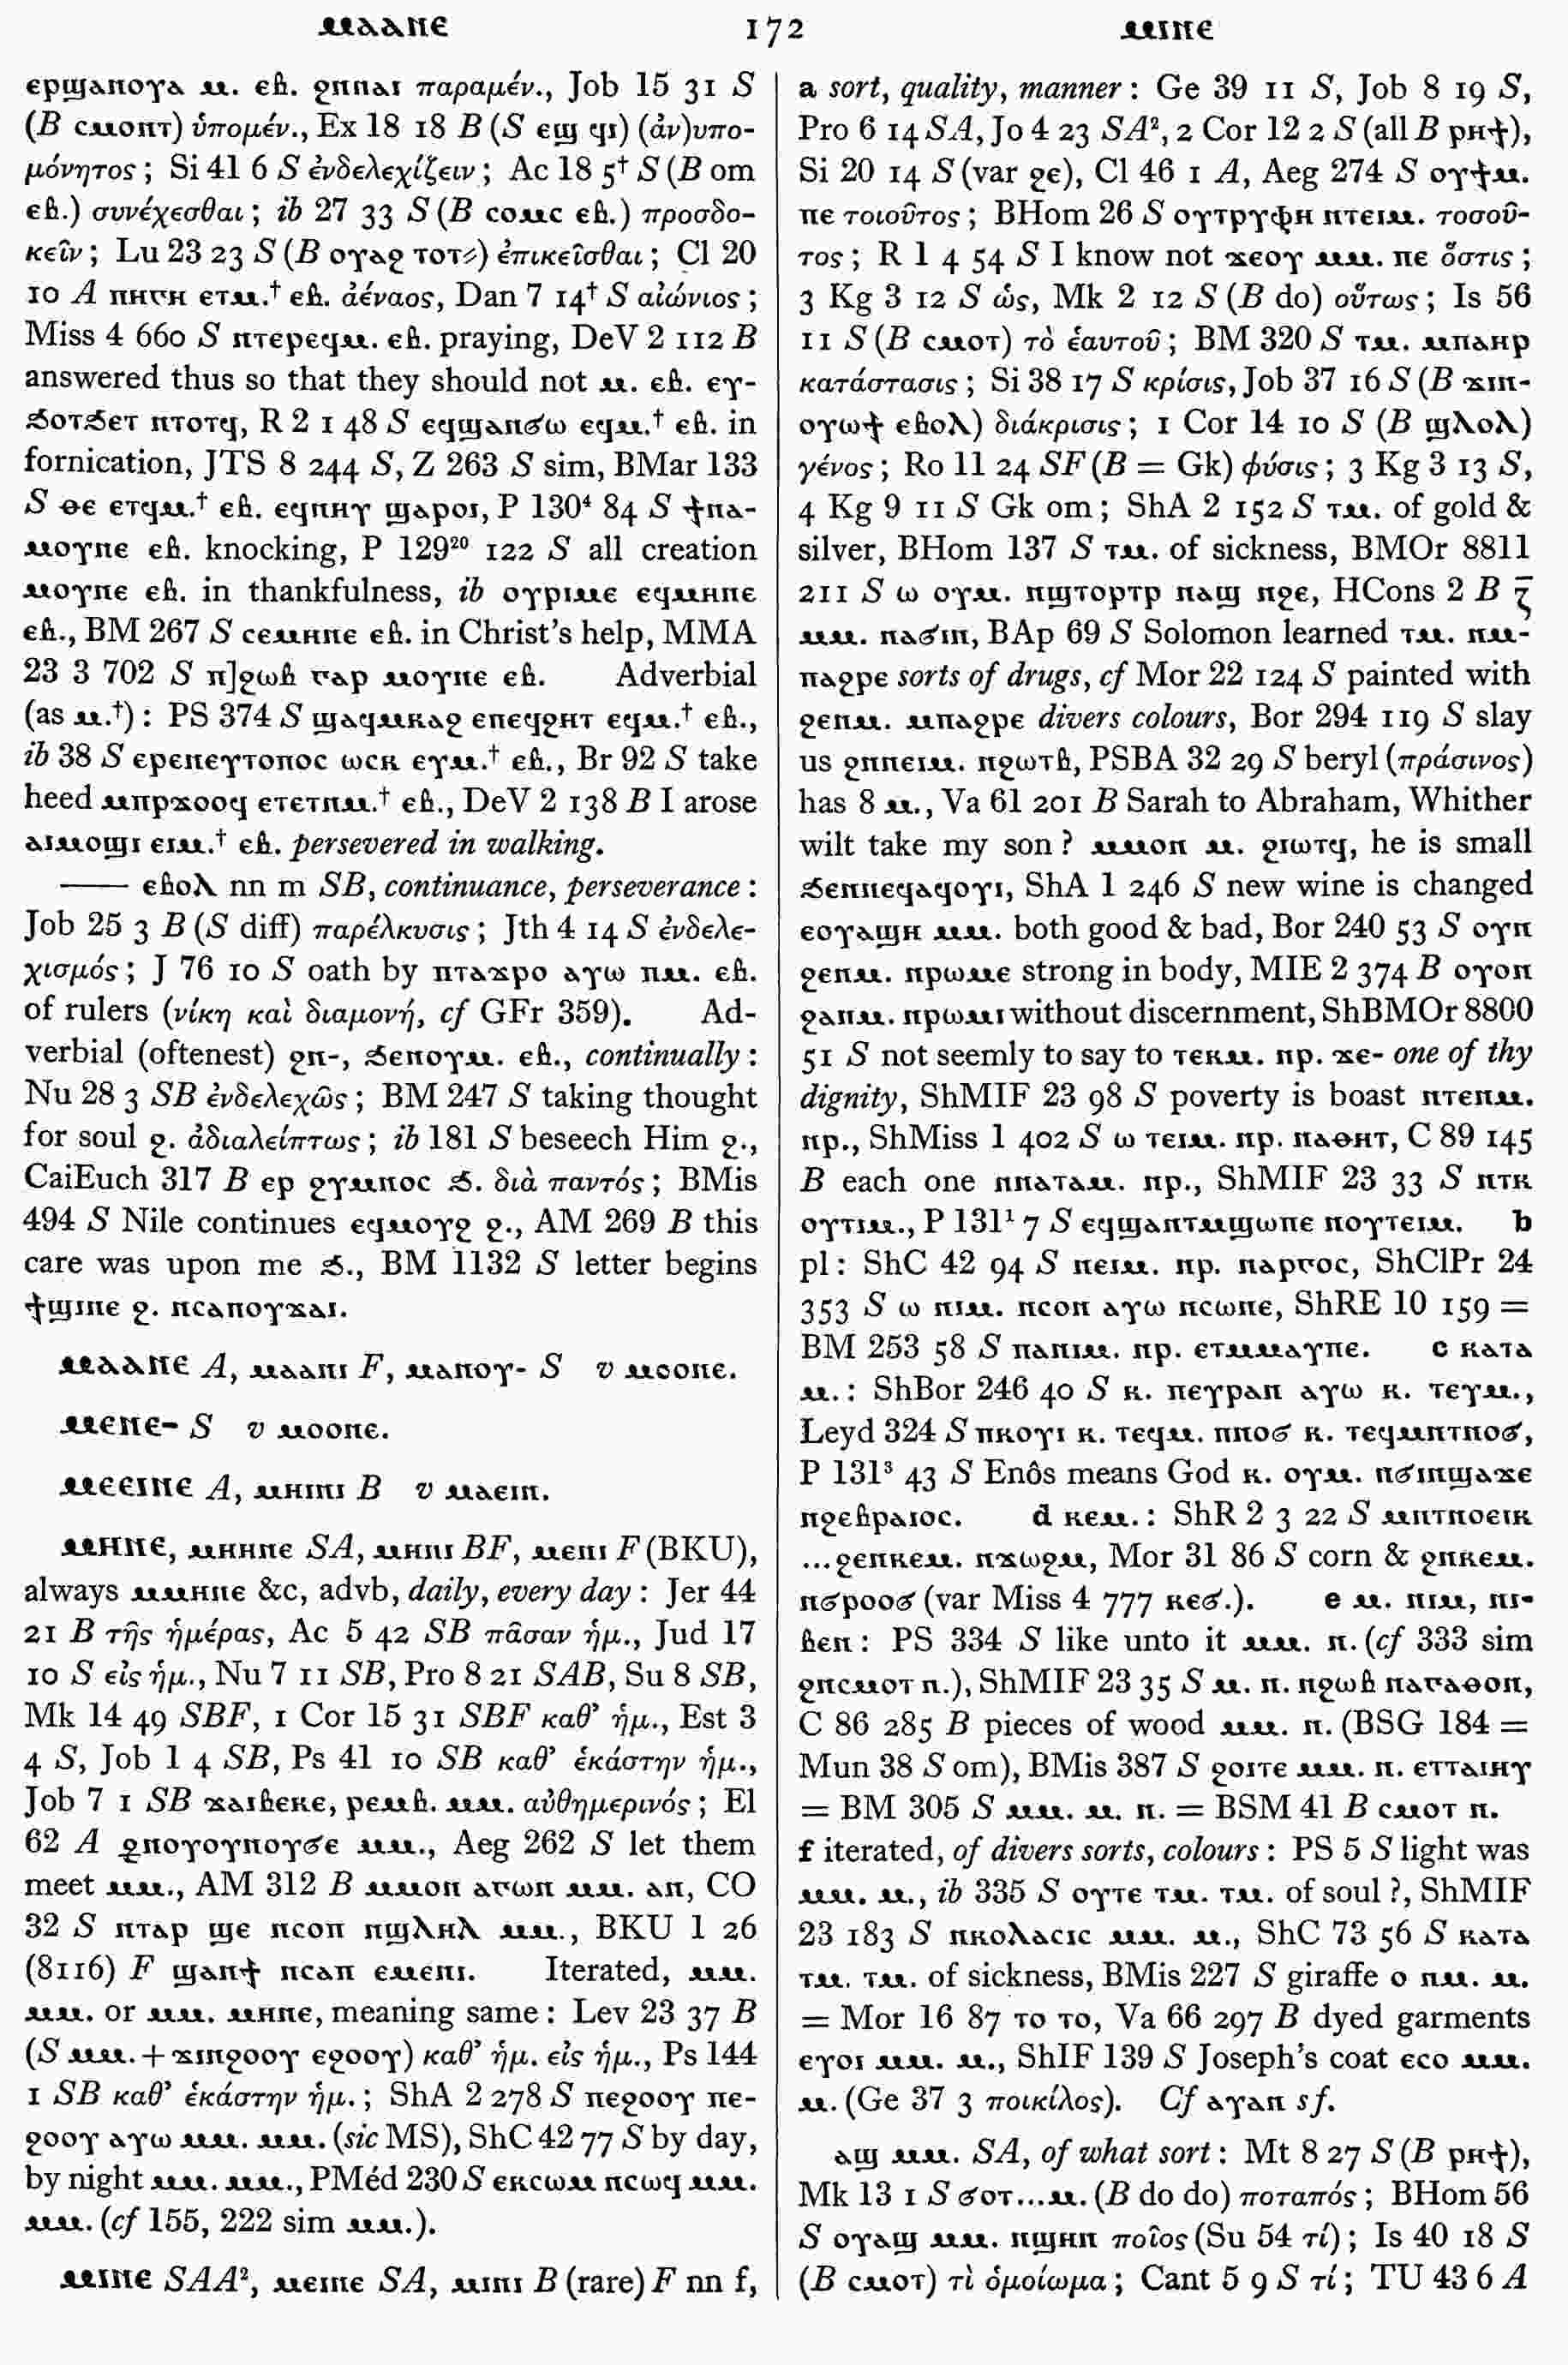 ⲙⲁⲁⲛⲉ 172 ⲙⲓⲛⲉ
ⲉⲣϣⲁⲛⲟⲩⲁ ⲙ. ⲉⲃ. ϩⲛⲛⲁⲓ παραμέν., Job 15 31 S
(B ⲥⲙⲟⲛⲧ) ὑπομέν., Ex 18 18 B (S ⲉϣ ϥⲓ) (ἀν)υπο-
μόνητος; Si 41 6 S ἐνδελεχίζειν; Ac 18 5† S (B om
ⲉⲃ.) συνέχεσθαι; ib 27 33 S (B ⲥⲟⲙⲥ ⲉⲃ.) προσδο-
κεῖν; Lu 23 23 S (B ⲟⲩⲁϩ ⲧⲟⲧ⸗) ἐπικεῖσθαι; Cl 20
10 A ⲡⲏⲅⲏ ⲉⲧⲙ.† ⲉⲃ. ἀέναος, Dan 7 14† S αἰώνιος;
Miss 4 660 S ⲛⲧⲉⲣⲉϥⲙ. ⲉⲃ. praying, DeV 2 112 B
answered thus so that they should not ⲙ. ⲉⲃ. ⲉⲩ-
ϧⲟⲧϧⲉⲧ ⲛⲧⲟⲧϥ, R 2 1 48 S ⲉϥϣⲁⲛϭⲱ ⲉϥⲙ.† ⲉⲃ. in
fornication, JTS 8 244 S, Z 263 S sim, BMar 133
S ⲑⲉ ⲉⲧϥⲙ.† ⲉⲃ. ⲉϥⲛⲏⲩ ϣⲁⲣⲟⲓ, P 130⁴ 84 S ϯⲛⲁ-
ⲙⲟⲩⲛⲉ ⲉⲃ. knocking, P 129²⁰ 122 S all creation
ⲙⲟⲩⲛⲉ ⲉⲃ. in thankfulness, ib ⲟⲩⲣⲓⲙⲉ ⲉϥⲙⲏⲛⲉ
ⲉⲃ., BM 267 S ⲥⲉⲙⲏⲛⲉ ⲉⲃ. in Christ's help, MMA
23 3 702 S ⲡ]ϩⲱⲃ ⲅⲁⲣ ⲙⲟⲩⲛⲉ ⲉⲃ. Adverbial
(as ⲙ.†): PS 374 S ϣⲁϥⲙⲕⲁϩ ⲉⲡⲉϥϩⲏⲧ ⲉϥⲙ.† ⲉⲃ.,
ib 38 S ⲉⲣⲉⲛⲉⲩⲧⲟⲡⲟⲥ ⲱⲥⲕ ⲉⲩⲙ.† ⲉⲃ., Br 92 S take
heed ⲙⲡⲣϫⲟⲟϥ ⲉⲧⲉⲧⲛⲙ.† ⲉⲃ., DeV 2 138 B I arose
ⲁⲓⲙⲟϣⲓ ⲉⲓⲙ.† ⲉⲃ. persevered in walking.
—— ⲉⲃⲟⲗ nn m SB, continuance, perseverance:
Job 25 3 B (S diff) παρέλκυσις; Jth 4 14 S ἐνδελε-
χισμός; J 76 10 S oath by ⲡⲧⲁϫⲣⲟ ⲁⲩⲱ ⲡⲙ. ⲉⲃ.
of rulers (νίκη καὶ διαμονή, cf GFr 359). Ad-
verbial (oftenest) ϩⲛ-, ϧⲉⲛⲟⲩⲙ. ⲉⲃ., continually:
Nu 28 3 SB ἐνδελεχῶς; BM 247 S taking thought
for soul ϩ. ἀδιαλείπτως; ib 181 S beseech Him ϩ.,
CaiEuch 317 B ⲉⲣ ϩⲩⲙⲛⲟⲥ ϧ. διὰ παντός; BMis
494 S Nile continues ⲉϥⲙⲟⲩϩ ϩ., AM 269 B this
care was upon me ϧ., BM 1132 S letter begins
ϯϣⲓⲛⲉ ϩ. ⲛⲥⲁⲡⲟⲩϫⲁⲓ.
ⲙⲁⲁⲛⲉ A, ⲙⲁⲁⲛⲓ F, ⲙⲁⲛⲟⲩ- S v ⲙⲟⲟⲛⲉ.
ⲙⲉⲛⲉ- S v ⲙⲟⲟⲛⲉ.
ⲙⲉⲉⲓⲛⲉ A, ⲙⲏⲓⲛⲓ B v ⲙⲁⲉⲓⲛ.
ⲙⲏⲛⲉ, ⲙⲏⲏⲛⲉ SA, ⲙⲏⲛⲓ BF, ⲙⲉⲛⲓ F (BKU),
always ⲙⲙⲏⲛⲉ &c, advb, daily, every day: Jer 44
21 B τῆς ἡμέρας, Ac 5 42 SB πᾶσαν ἡμ., Jud 17
10 S εἰς ἡμ., Nu 7 11 SB, Pro 8 21 SAB, Su 8 SB,
Mk 14 49 SBF, 1 Cor 15 31 SBF καθ' ἡμ., Est 3
4 S, Job 1 4 SB, Ps 41 10 SB καθ' ἑκάστην ἡμ.,
Job 7 1 SB ϫⲁⲓⲃⲉⲕⲉ, ⲣⲉⲙⲃ. ⲙⲙ. αὐθημερινός; El
62 A ϩⲛⲟⲩⲟⲩⲛⲟⲩϭⲉ ⲙⲙ., Aeg 262 S let them
meet ⲙⲙ., AM 312 B ⲙⲙⲟⲛ ⲁⲅⲱⲛ ⲙⲙ. ⲁⲛ, CO
32 S ⲛⲧⲁⲣ ϣⲉ ⲛⲥⲟⲡ ⲛϣⲗⲏⲗ ⲙⲙ., BKU 1 26
(8116) F ϣⲁⲛϯ ⲛⲥⲁⲡ ⲉⲙⲉⲛⲓ. Iterated, ⲙⲙ.
ⲙⲙ. or ⲙⲙ. ⲙⲏⲛⲉ, meaning same: Lev 23 37 B
(S ⲙⲙ.+ϫⲓⲛϩⲟⲟⲩ ⲉϩⲟⲟⲩ) καθ' ἡμ. εἰς ἡμ., Ps 144
1 SB καθ' ἑκάστην ἡμ.; ShA 2 278 S ⲡⲉϩⲟⲟⲩ ⲡⲉ-
ϩⲟⲟⲩ ⲁⲩⲱ ⲙⲙ. ⲙⲙ. (sic MS), ShC 42 77 S by day,
by night ⲙⲙ. ⲙⲙ., PMéd 230 S ⲉⲕⲥⲱⲙ ⲛⲥⲱϥ ⲙⲙ.
ⲙⲙ. (cf 155, 222 sim ⲙⲙ.).
ⲙⲓⲛⲉ SAA², ⲙⲉⲓⲛⲉ SA, ⲙⲓⲛⲓ B (rare) F nn f,
a sort, quality, manner: Ge 39 11 S, Job 8 19 S,
Pro 6 14 SA, Jo 4 23 SA², 2 Cor 12 2 S (all B ⲣⲏϯ),
Si 20 14 S (var ϩⲉ), Cl 46 1 A, Aeg 274 S ⲟⲩϯⲙ.
ⲡⲉ τοιοῦτος; BHom 26 S ⲟⲩⲧⲣⲩⲫⲏ ⲛⲧⲉⲓⲙ. τοσοῦ-
τος; R 1 4 54 S I know not ϫⲉⲟⲩ ⲙⲙ. ⲡⲉ ὅστις;
3 Kg 3 12 S ὡς, Mk 2 12 S (B do) οὕτως; Is 56
11 S (B ⲥⲙⲟⲧ) τὸ ἑαυτοῦ; BM 320 S ⲧⲙ. ⲙⲡⲁⲏⲣ
κατάστασις; Si 38 17 S κρίσις, Job 37 16 S (B ϫⲓⲛ-
ⲟⲩⲱϯ ⲉⲃⲟⲗ) διάκρισις; 1 Cor 14 10 S (B ϣⲗⲟⲗ)
γένος; Ro 11 24 SF (B = Gk) φύσις; 3 Kg 3 13 S,
4 Kg 9 11 S Gk om; ShA 2 152 S ⲧⲙ. of gold &
silver, BHom 137 S ⲧⲙ. of sickness, BMOr 8811
211 S ⲱ ⲟⲩⲙ. ⲛϣⲧⲟⲣⲧⲣ ⲛⲁϣ ⲛϩⲉ, HCons 2 B ⲍ̅
ⲙⲙ. ⲛⲁϭⲓⲛ, BAp 69 S Solomon learned ⲧⲙ. ⲛⲙ-
ⲡⲁϩⲣⲉ sorts of drugs, cf Mor 22 124 S painted with
ϩⲉⲛⲙ. ⲙⲡⲁϩⲣⲉ divers colours, Bor 294 119 S slay
us ϩⲛⲛⲉⲓⲙ. ⲛϩⲱⲧⲃ, PSBA 32 29 S beryl (πράσινος)
has 8 ⲙ., Va 61 201 B Sarah to Abraham, Whither
wilt take my son? ⲙⲙⲟⲛ ⲙ. ϩⲓⲱⲧϥ, he is small
ϧⲉⲛⲛⲉϥⲁϥⲟⲩⲓ, ShA 1 246 S new wine is changed
ⲉⲟⲩⲁϣⲏ ⲙⲙ. both good & bad, Bor 240 53 S ⲟⲩⲛ
ϩⲉⲛⲙ. ⲛⲣⲱⲙⲉ strong in body, MIE 2 374 B ⲟⲩⲟⲛ
ϩⲁⲛⲙ. ⲛⲣⲱⲙⲓ without discernment, ShBMOr 8800
51 S not seemly to say to ⲧⲉⲕⲙ. ⲛⲣ. ϫⲉ- one of thy
dignity, ShMIF 23 98 S poverty is boast ⲛⲧⲉⲛⲙ.
ⲛⲣ., ShMiss 1 402 S ⲱ ⲧⲉⲓⲙ. ⲛⲣ. ⲛⲁⲑⲏⲧ, C 89 145
B each one ⲛⲛⲁⲧⲁⲙ. ⲛⲣ., ShMIF 23 33 S ⲛⲧⲕ
ⲟⲩⲧⲓⲙ., P 131¹ 7 S ⲉϥϣⲁⲛⲧⲙϣⲱⲡⲉ ⲛⲟⲩⲧⲉⲓⲙ. b
pl: ShC 42 94 S ⲛⲉⲓⲙ. ⲛⲣ. ⲛⲁⲣⲅⲟⲥ, ShClPr 24
353 S ⲱ ⲛⲓⲙ. ⲛⲥⲟⲛ ⲁⲩⲱ ⲛⲥⲱⲛⲉ, ShRE 10 159 =
BM 253 58 S ⲛⲁⲛⲓⲙ. ⲛⲣ. ⲉⲧⲙⲙⲁⲩⲛⲉ. c ⲕⲁⲧⲁ
ⲙ.: ShBor 246 40 S ⲕ. ⲡⲉⲩⲣⲁⲛ ⲁⲩⲱ ⲕ. ⲧⲉⲩⲙ.,
Leyd 324 S ⲡⲕⲟⲩⲓ ⲕ. ⲧⲉϥⲙ. ⲡⲛⲟϭ ⲕ. ⲧⲉϥⲙⲛⲧⲛⲟϭ,
P 131³ 43 S Enôs means God ⲕ. ⲟⲩⲙ. ⲛϭⲓⲛϣⲁϫⲉ
ⲛϩⲉⲃⲣⲁⲓⲟⲥ. d ⲕⲉⲙ.: ShR 2 3 22 S ⲙⲛⲧⲛⲟⲉⲓⲕ
...ϩⲉⲛⲕⲉⲙ. ⲛϫⲱϩⲙ, Mor 31 86 S corn & ϩⲛⲕⲉⲙ.
ⲛϭⲣⲟⲟϭ (var Miss 4 777 ⲕⲉϭ.). e ⲙ. ⲛⲓⲙ, ⲛⲓ-
ⲃⲉⲛ: PS 334 S like unto it ⲙⲙ. ⲛ. (cf 333 sim
ϩⲛⲥⲙⲟⲧ ⲛ.), ShMIF 23 35 S ⲙ. ⲛ. ⲛϩⲱⲃ ⲛⲁⲅⲁⲑⲟⲛ,
C 86 285 B pieces of wood ⲙⲙ. ⲛ. (BSG 184 =
Mun 38 S om), BMis 387 S ϩⲟⲓⲧⲉ ⲙⲙ. ⲛ. ⲉⲧⲧⲁⲓⲏⲩ
= BM 305 S ⲙⲙ. ⲙ. ⲛ. = BSM 41 B ⲥⲙⲟⲧ ⲛ.
f iterated, of divers sorts, colours: PS 5 S light was
ⲙⲙ. ⲙ., ib 335 S ⲟⲩⲧⲉ ⲧⲙ. ⲧⲙ. of soul ?, ShMIF
23 183 S ⲛⲕⲟⲗⲁⲥⲓⲥ ⲙⲙ. ⲙ., ShC 73 56 S ⲕⲁⲧⲁ
ⲧⲙ. ⲧⲙ. of sickness, BMis 227 S giraffe ⲟ ⲛⲙ. ⲙ.
= Mor 16 87 ⲧⲟ ⲧⲟ, Va 66 297 B dyed garments
ⲉⲩⲟⲓ ⲙⲙ. ⲙ., ShIF 139 S Joseph's coat ⲉⲥⲟ ⲙⲙ.
ⲙ. (Ge 37 3 ποικίλος). Cf ⲁⲩⲁⲛ sf.
ⲁϣ ⲙⲙ. SA, of what sort: Mt 8 27 S (B ⲣⲏϯ),
Mk 13 1 S ϭⲟⲧ...ⲙ. (B do do) ποταπός; BHom 56
S ⲟⲩⲁϣ ⲙⲙ. ⲛϣⲏⲛ ποῖος (Su 54 τί); Is 40 18 S
(B ⲥⲙⲟⲧ) τὶ ὁμοίωμα; Cant 5 9 S τί; TU 43 6 A